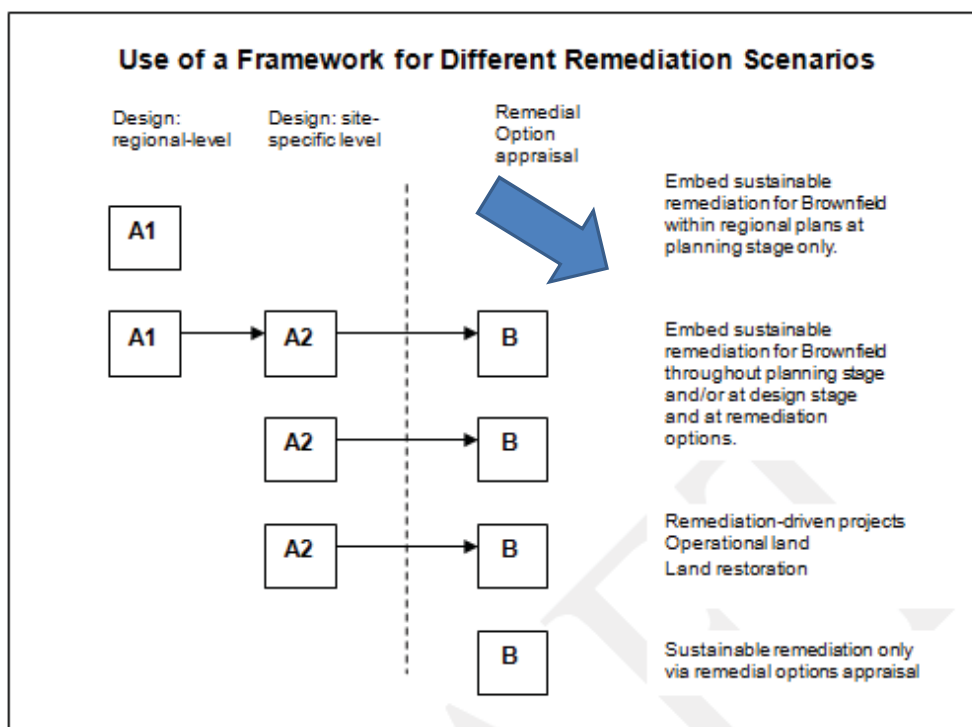 Use of a Framework for Different Remediation Scenarios
Design:
regional-level
Design: site-
specific level
Remedial
Option
appraisal
A1
Embed sustainable
remediation for Brownfield
within regional plans at
planning stage only.
A1
A2
B
Embed sustainable
remediation for Brownfield
throughout planning stage
and/or at design stage
and at remediation
options.
A2
B
A2
B
Remediation-driven projects
Operational land
Land restoration
B
Sustainable remediation only
via remedial options appraisal